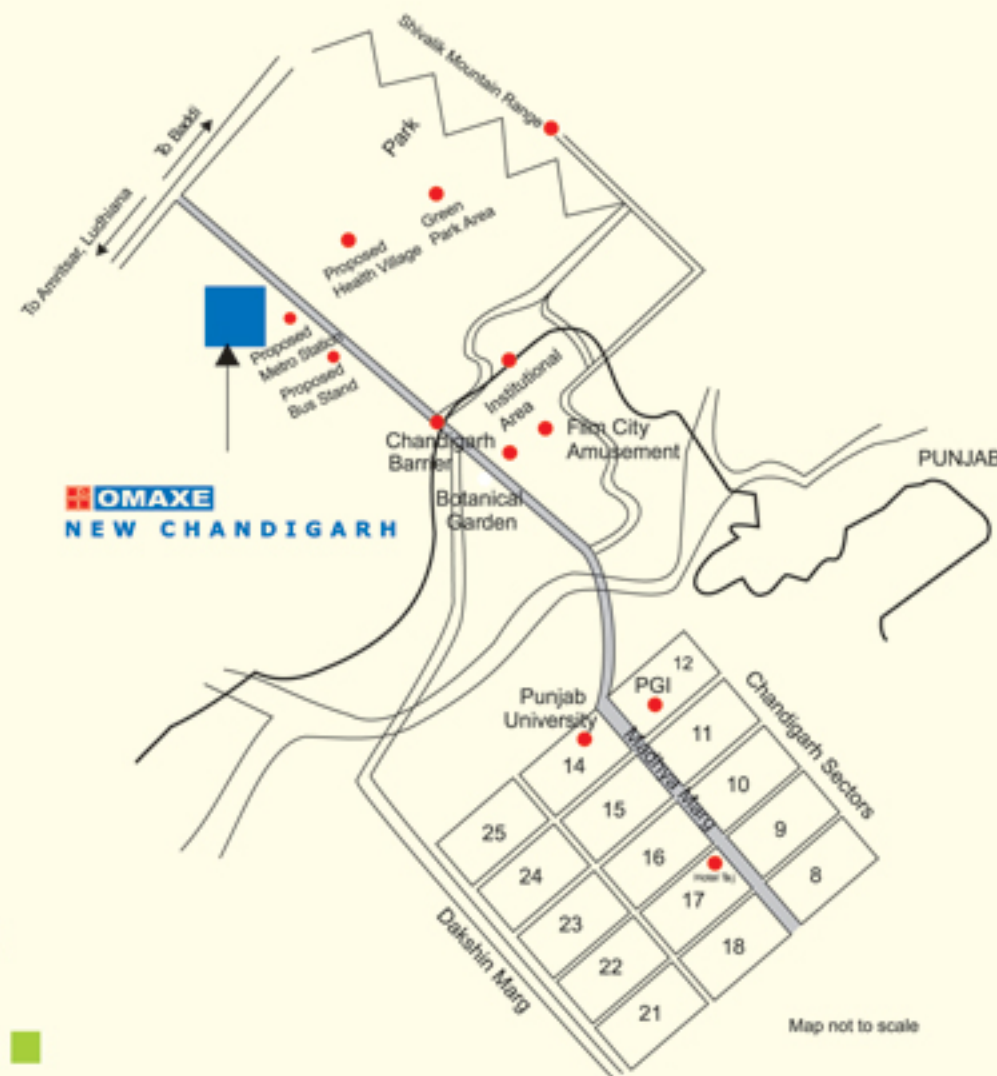 Shivalik Mountain Range
To Baddi
Park
To Amritsar, Ludhiana
Green
Park Area
Proposed
Health Village
Proposed
Metro Station
Proposed
Bus Stand
Institutional
Area
Film City
Amusement
Chandigarh
Barrier
Botanical
Garden
PUNJAB
OMAXE
NEW CHANDIGARH
12
PGI
Punjab
University
Chandigarh Sectors
11
14
Madhya Marg
10
15
9
25
16
8
24
Hotel Taj
17
23
18
22
Dakshin Marg
21
Map not to scale